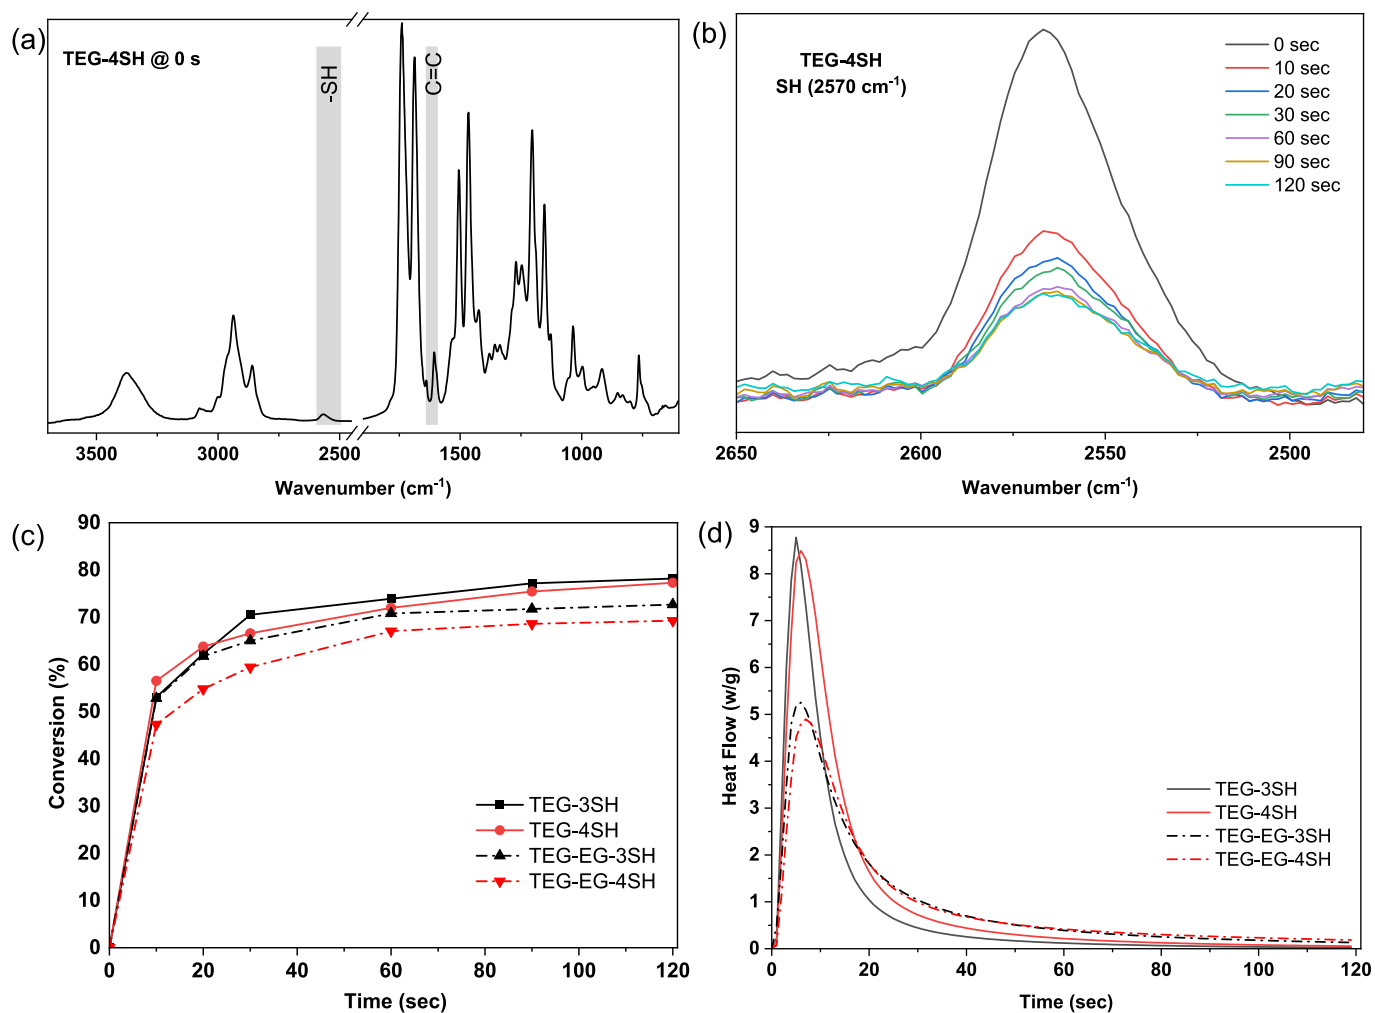 (a)
TEG-4SH @ 0 s
-SH
C=C
3500
3000
2500
1500
1000
Wavenumber (cm⁻¹)
(b)
TEG-4SH
SH (2570 cm⁻¹)
0 sec
10 sec
20 sec
30 sec
60 sec
90 sec
120 sec
2650
2600
2550
2500
Wavenumber (cm⁻¹)
(c)
90
80
70
60
50
40
30
20
10
0
Conversion (%)
TEG-3SH
TEG-4SH
TEG-EG-3SH
TEG-EG-4SH
0
20
40
60
80
100
120
Time (sec)
(d)
9
8
7
6
5
4
3
2
1
0
Heat Flow (w/g)
TEG-3SH
TEG-4SH
TEG-EG-3SH
TEG-EG-4SH
0
20
40
60
80
100
120
Time (sec)